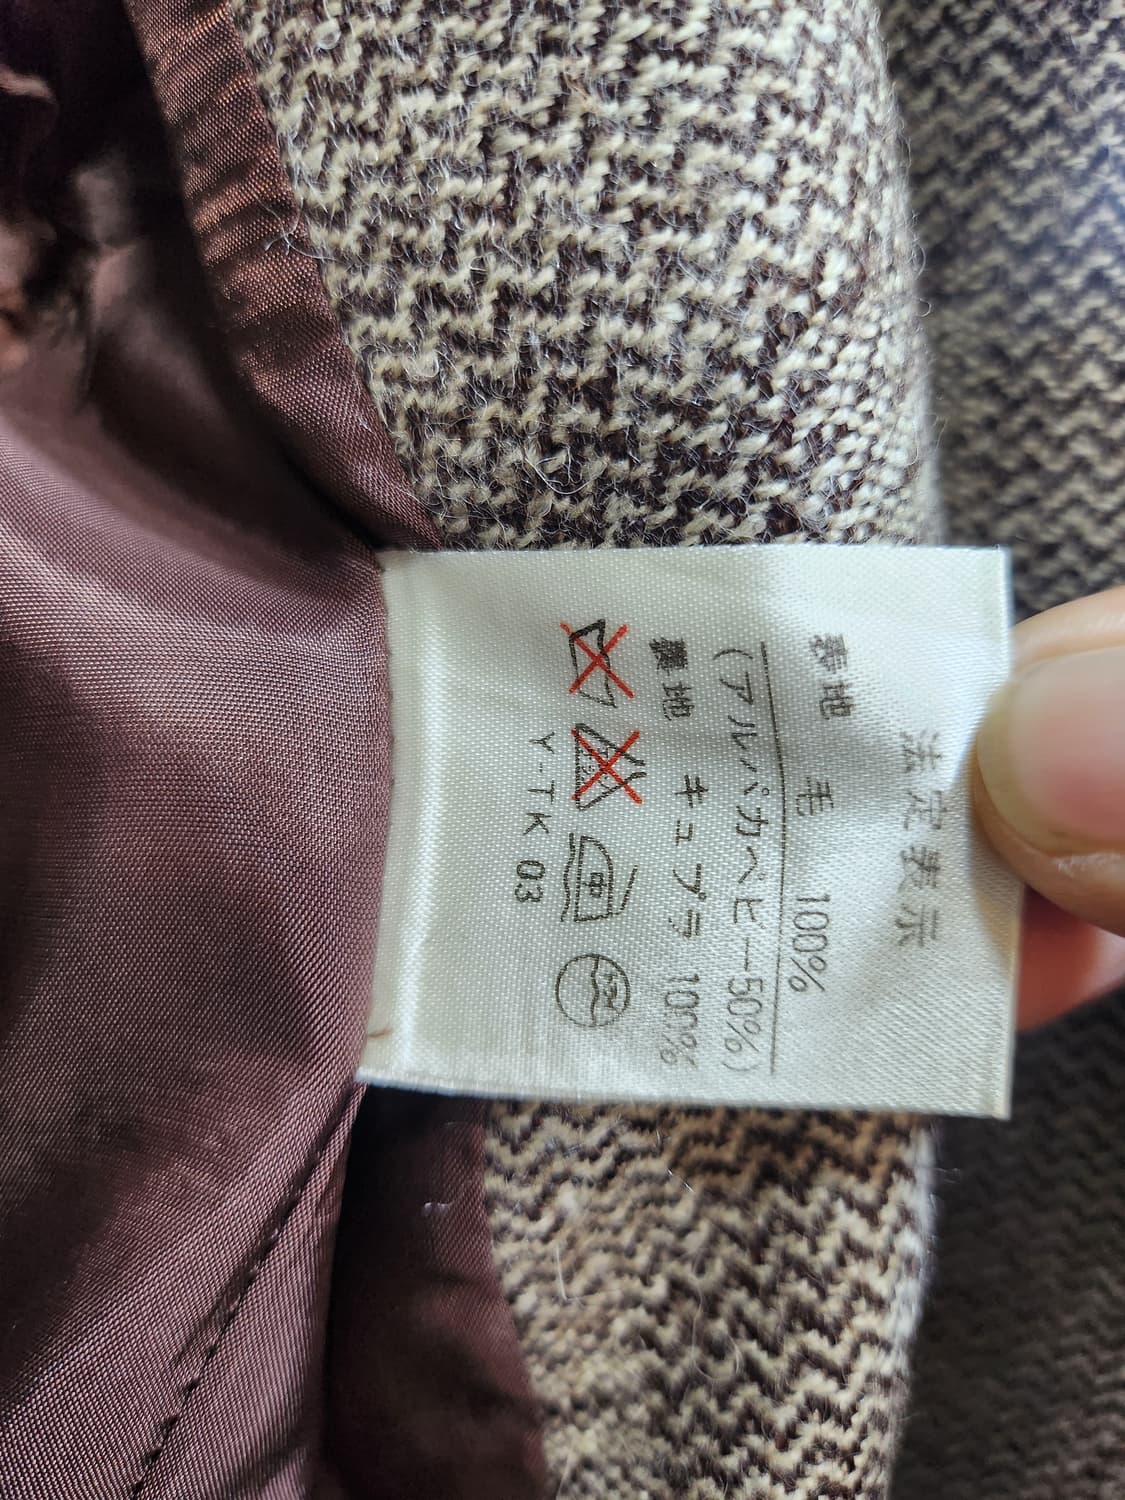 法定表示
表地 毛 100%
(アルパカベビー50%)
裏地 キュプラ 100%
中
Y-TK 03